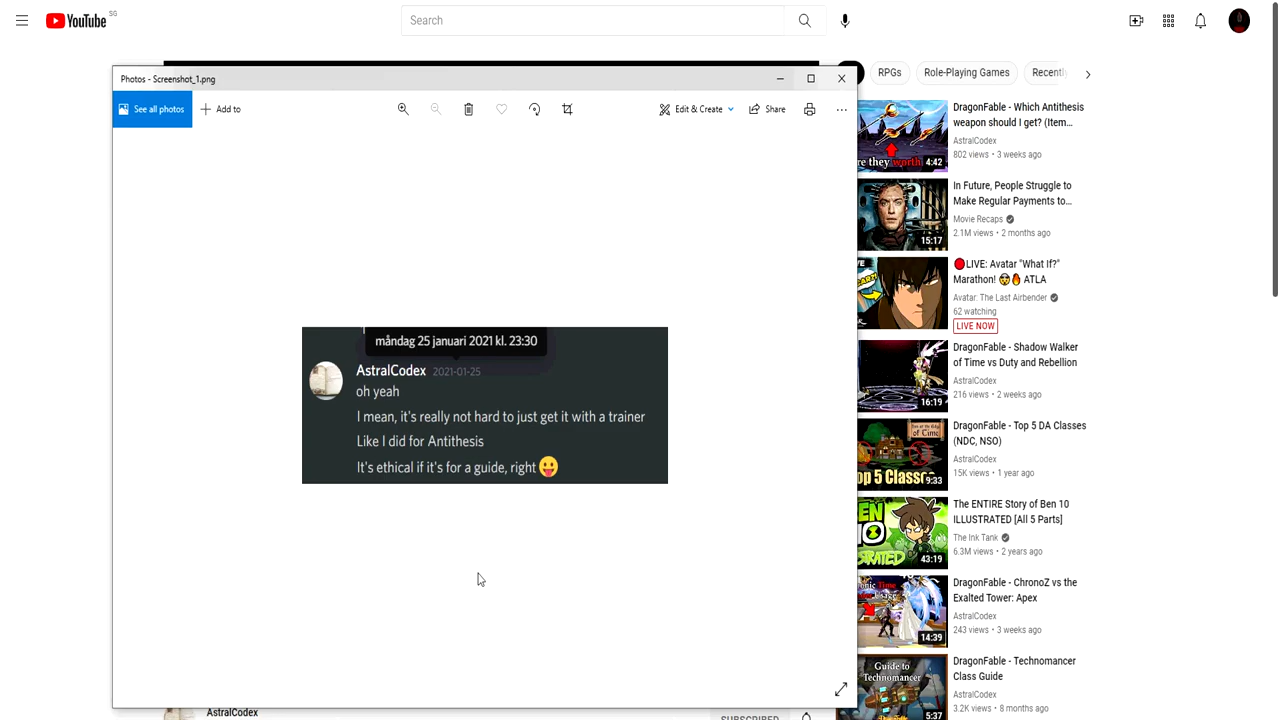 YouTube SG
Search
Photos - Screenshot_1.png
See all photos
Add to
Edit & Create
Share
RPGs
Role-Playing Games
Recently
måndag 25 januari 2021 kl. 23:30
AstralCodex 2021-01-25
oh yeah
I mean, it's really not hard to just get it with a trainer
Like I did for Antithesis
It's ethical if it's for a guide, right
re they worth
4:42
DragonFable - Which Antithesis
weapon should I get? (Item...
AstralCodex
802 views • 3 weeks ago
15:17
In Future, People Struggle to
Make Regular Payments to...
Movie Recaps
2.1M views • 2 months ago
LIVE: Avatar "What If?"
Marathon! ATLA
Avatar: The Last Airbender
62 watching
LIVE NOW
16:19
DragonFable - Shadow Walker
of Time vs Duty and Rebellion
AstralCodex
216 views • 2 weeks ago
op 5 Classes
9:33
DragonFable - Top 5 DA Classes
(NDC, NSO)
AstralCodex
15K views • 1 year ago
43:19
The ENTIRE Story of Ben 10
ILLUSTRATED [All 5 Parts]
The Ink Tank
6.3M views • 2 years ago
14:39
DragonFable - ChronoZ vs the
Exalted Tower: Apex
AstralCodex
243 views • 3 weeks ago
Guide to
Technomancer
5:37
DragonFable - Technomancer
Class Guide
AstralCodex
3.2K views • 8 months ago
AstralCodex
SUBSCRIBED